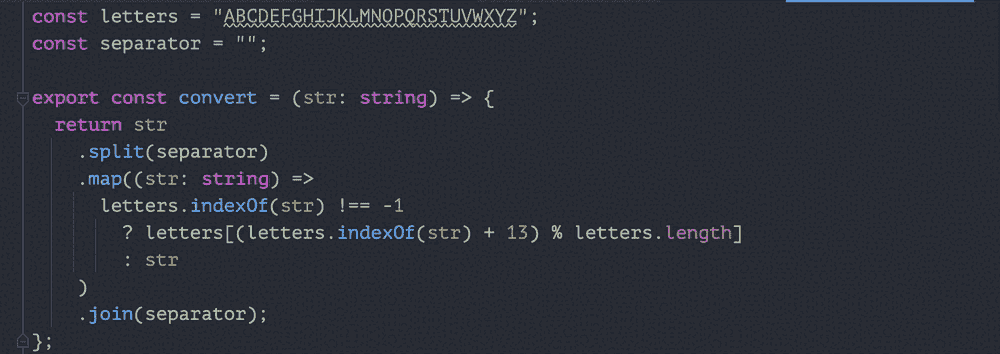 const letters = "ABCDEFGHIJKLMNOPQRSTUVWXYZ";
const separator = "";

export const convert = (str: string) => {
  return str
    .split(separator)
    .map((str: string) =>
      letters.indexOf(str) !== -1
        ? letters[(letters.indexOf(str) + 13) % letters.length]
        : str
    )
    .join(separator);
};